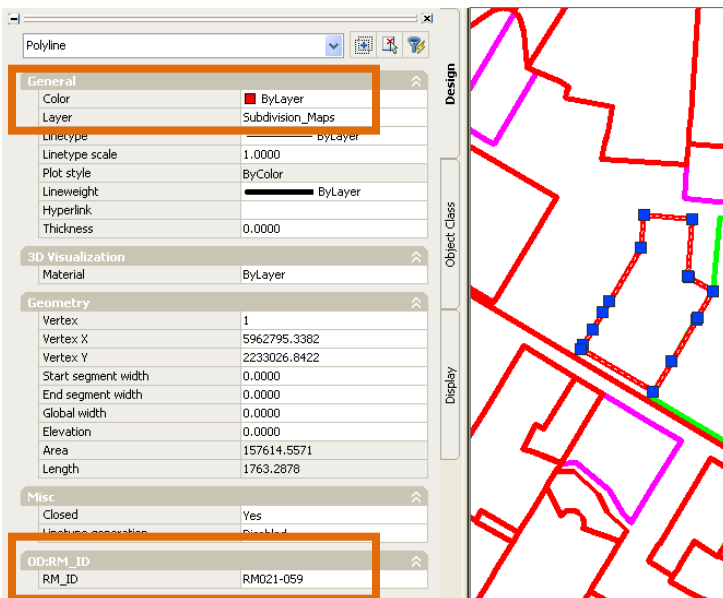 Polyline
General
Color ByLayer
Layer Subdivision_Maps
Linetype ByLayer
Linetype scale 1.0000
Plot style ByColor
Lineweight ByLayer
Hyperlink
Thickness 0.0000
3D Visualization
Material ByLayer
Geometry
Vertex 1
Vertex X 5962795.3382
Vertex Y 2233026.8422
Start segment width 0.0000
End segment width 0.0000
Global width 0.0000
Elevation 0.0000
Area 157614.5571
Length 1763.2878
Misc
Closed Yes
Linetype generation Disabled
OD:RM_ID
RM_ID RM021-059
Design
Object Class
Display